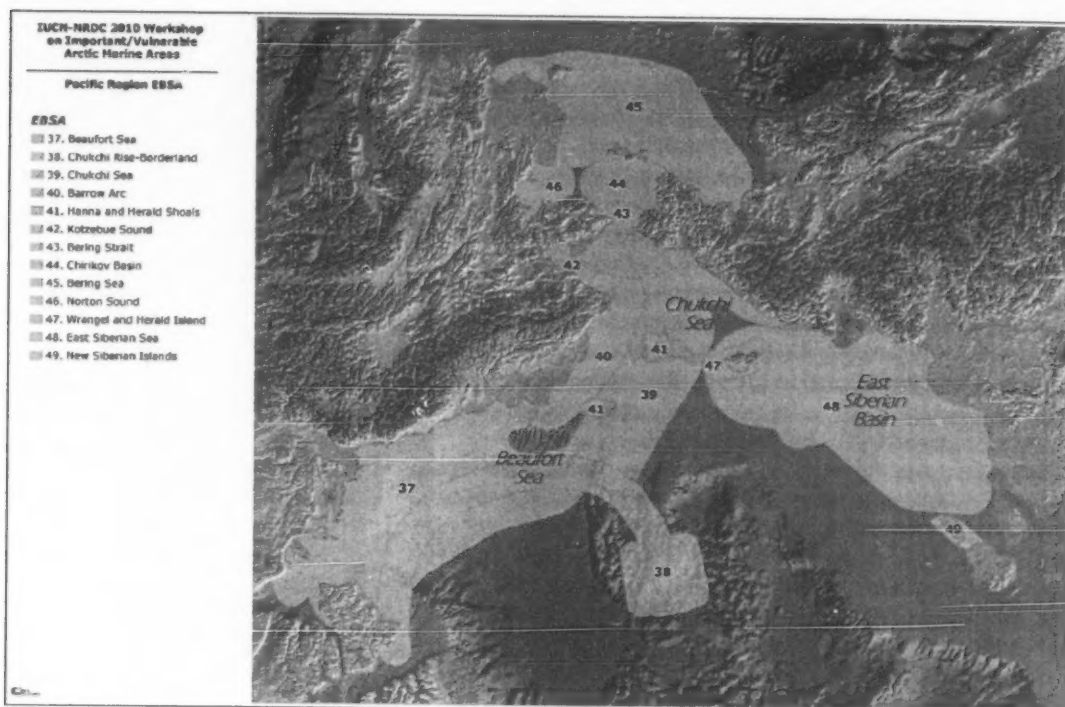 IUCN-NRDC 2010 Workshop
on Important/Vulnerable
Arctic Marine Areas
Pacific Region EBSA
EBSA
37. Beaufort Sea
38. Chukchi Rise-Borderland
39. Chukchi Sea
40. Barrow Arc
41. Hanna and Herald Shoals
42. Kotzebue Sound
43. Bering Strait
44. Chirikov Basin
45. Bering Sea
46. Norton Sound
47. Wrangel and Herald Island
48. East Siberian Sea
49. New Siberian Islands
45
46
44
43
42
Chukchi
Sea
40
41
47
39
48
East
Siberian
Basin
41
Beaufort
Sea
37
49
38